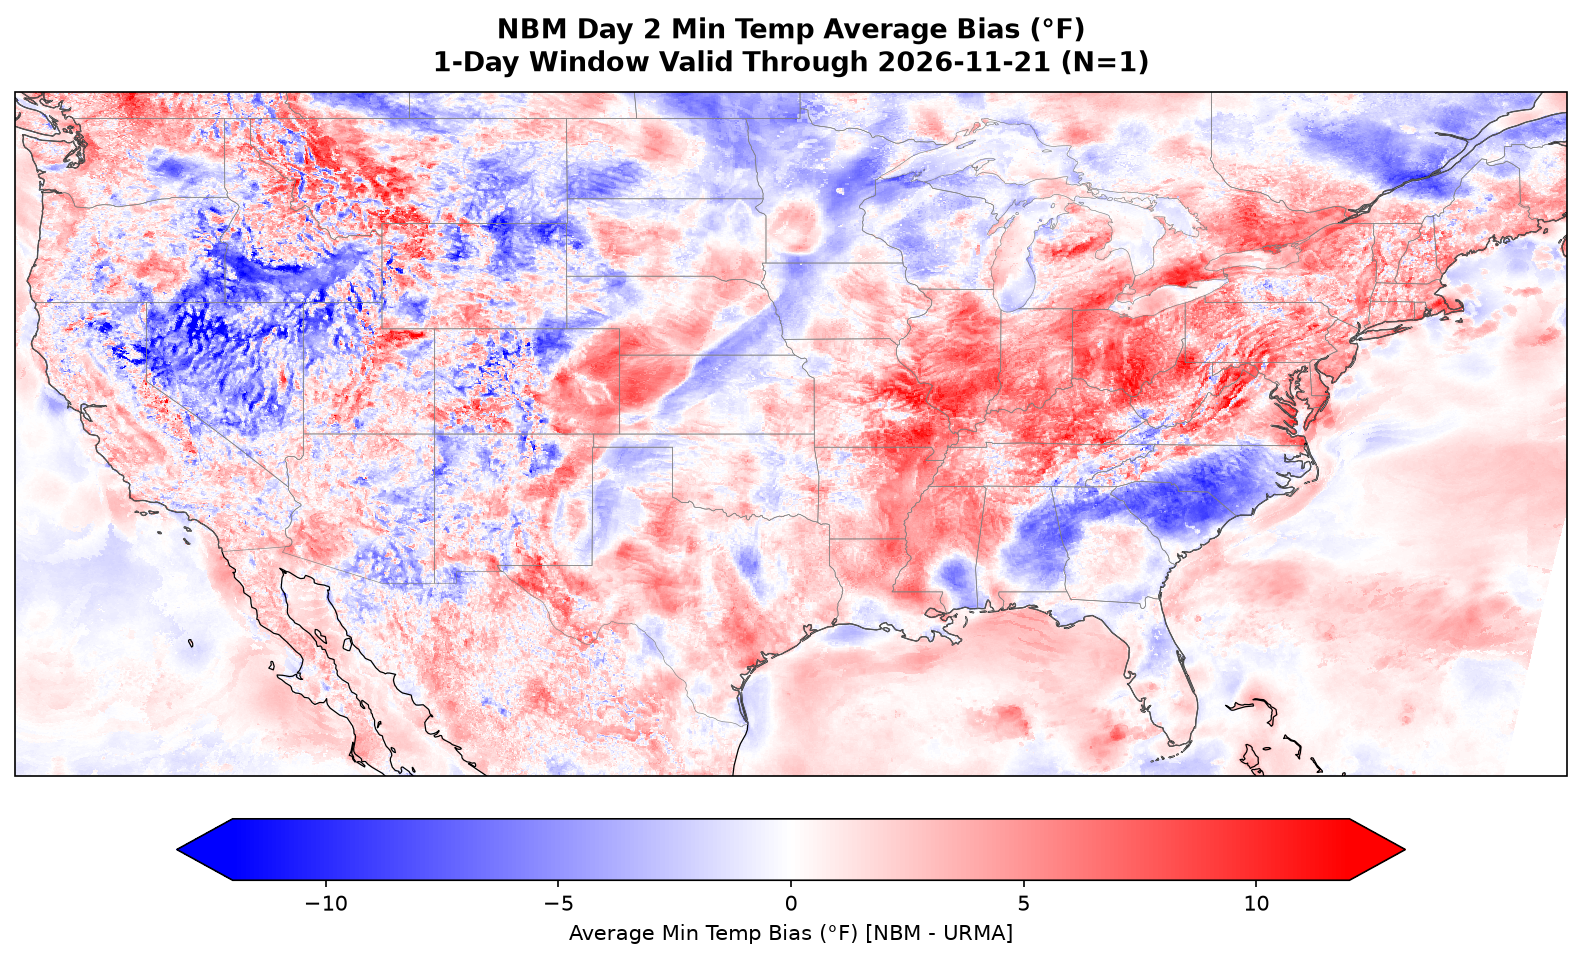 NBM Day 2 Min Temp Average Bias (°F)
1-Day Window Valid Through 2026-11-21 (N=1)
−10 −5 0 5 10
Average Min Temp Bias (°F) [NBM - URMA]